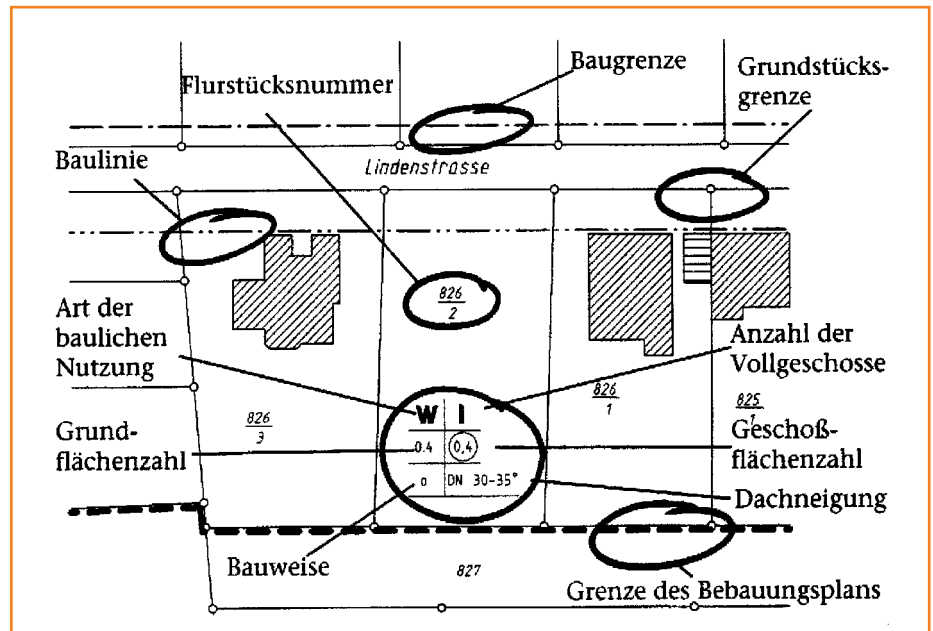 Baugrenze
Grundstücks-
grenze
Flurstücksnummer
Baulinie
Lindenstrasse
826
2
Art der
baulichen
Nutzung
Anzahl der
Vollgeschosse
826
3
826
1
825
1
W I
Grund-
flächenzahl
0.4 0,4
Geschoß-
flächenzahl
o DN 30-35°
Dachneigung
Bauweise
827
Grenze des Bebauungsplans